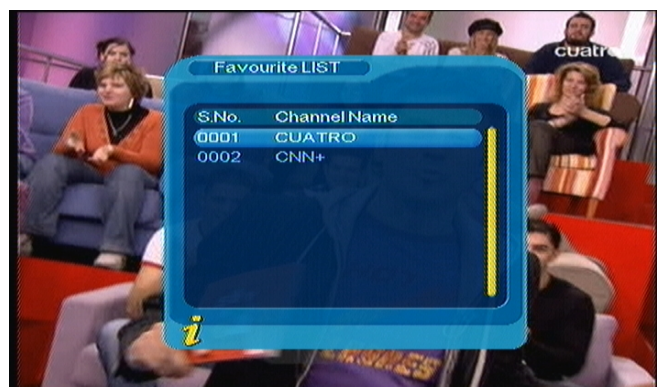 Favourite LIST
cuatro
S.No. Channel Name
0001 CUATRO
0002 CNN+
i